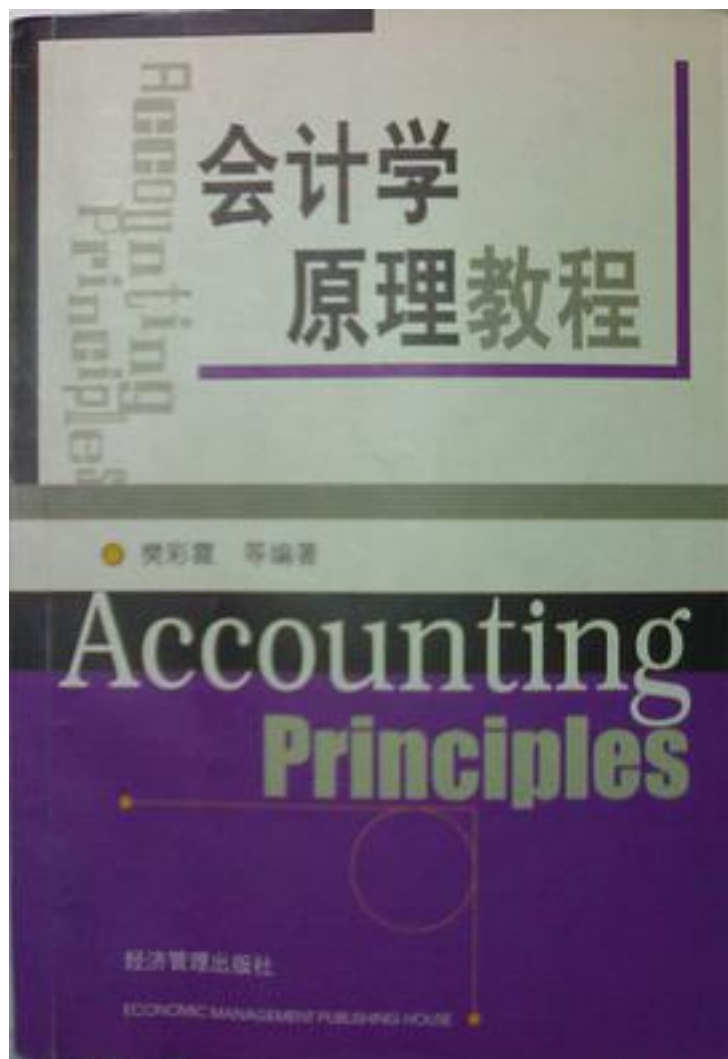 Accounting
Principles
会计学
原理教程
樊彩霞 等编著
Accounting
Principles
经济管理出版社
ECONOMIC MANAGEMENT PUBLISHING HOUSE